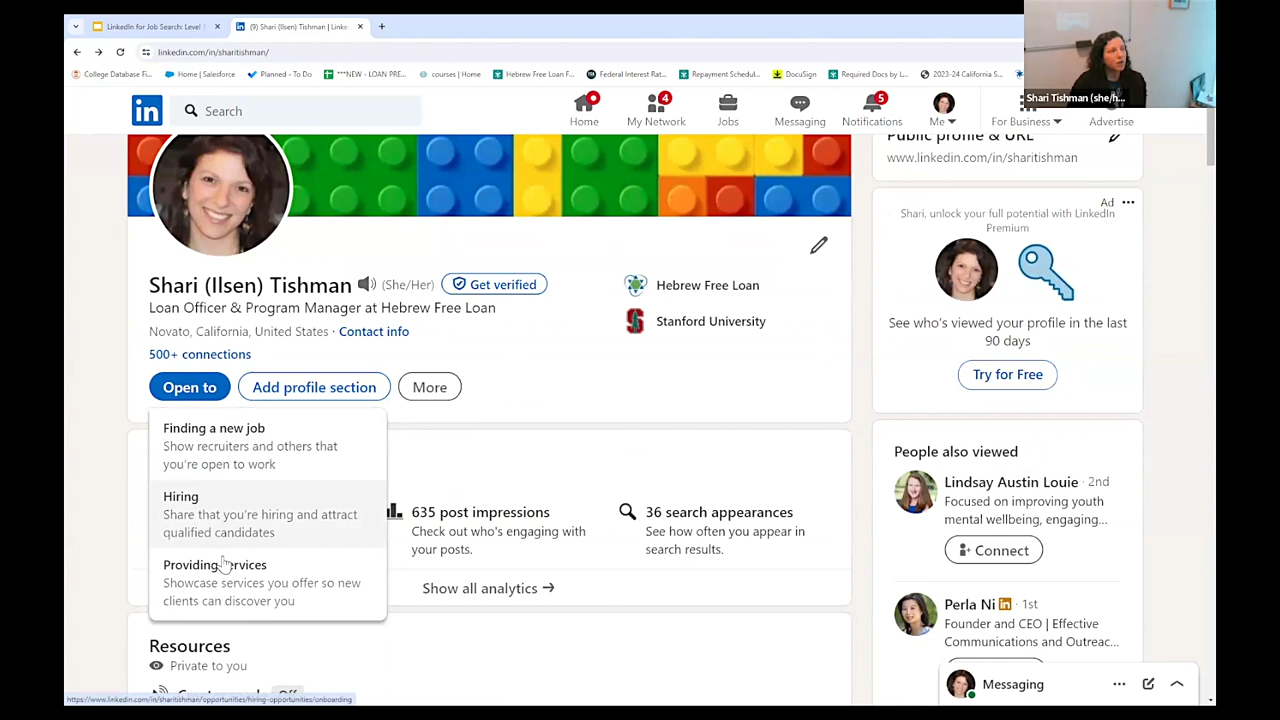 LinkedIn for Job Search: Level
(9) Shari (Ilsen) Tishman | Linke
linkedin.com/in/sharitishman/
College Database Fi...
Home | Salesforce
Planned - To Do
***NEW - LOAN PRE...
courses | Home
Hebrew Free Loan F...
Federal Interest Rat...
Repayment Schedul...
DocuSign
Required Docs by L...
2023-24 California S...
Shari Tishman (she/h...
in
Search
Home
4
My Network
Jobs
Messaging
5
Notifications
Me
For Business
Advertise
Public profile & URL
www.linkedin.com/in/sharitishman
Shari (Ilsen) Tishman (She/Her) Get verified
Loan Officer & Program Manager at Hebrew Free Loan
Novato, California, United States · Contact info
500+ connections
Hebrew Free Loan
Stanford University
Open to
Add profile section
More
Finding a new job
Show recruiters and others that
you're open to work
Hiring
Share that you're hiring and attract
qualified candidates
Providing services
Showcase services you offer so new
clients can discover you
635 post impressions
Check out who's engaging with
your posts.
36 search appearances
See how often you appear in
search results.
Show all analytics →
Resources
Private to you
Off
Ad
Shari, unlock your full potential with LinkedIn
Premium
See who's viewed your profile in the last
90 days
Try for Free
People also viewed
Lindsay Austin Louie · 2nd
Focused on improving youth
mental wellbeing, engaging...
Connect
Perla Ni in · 1st
Founder and CEO | Effective
Communications and Outreac...
Messaging
https://www.linkedin.com/in/sharitishman/opportunities/hiring-opportunities/onboarding